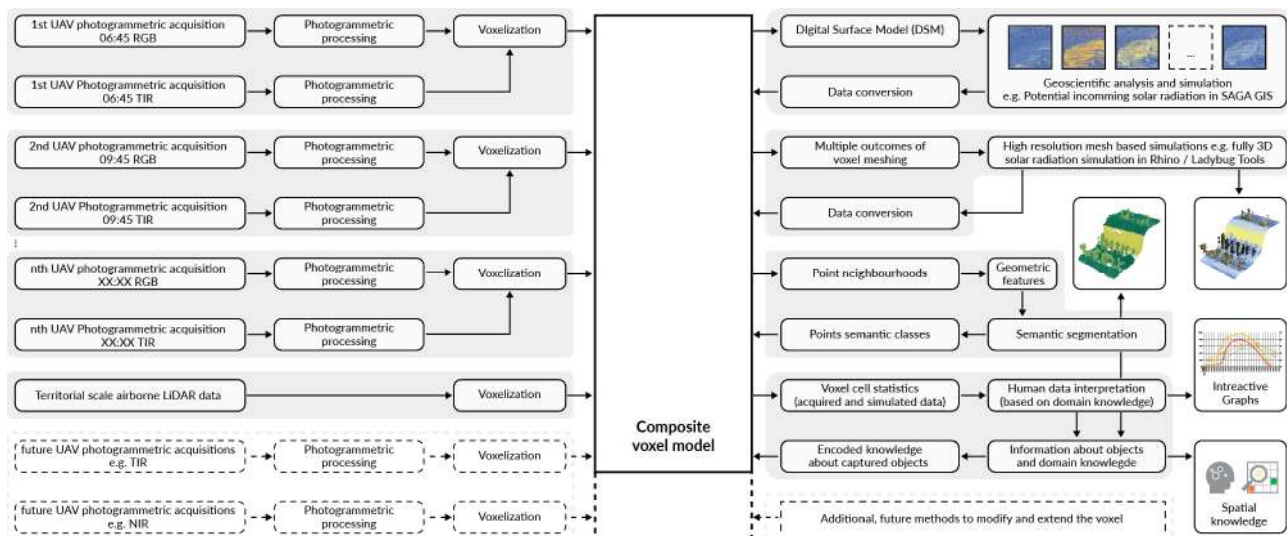 1st UAV photogrammetric acquisition
06:45 RGB
Photogrammetric
processing
Voxelization
1st UAV Photogrammetric acquisition
06:45 TIR
Photogrammetric
processing
2nd UAV Photogrammetric acquisition
09:45 RGB
Photogrammetric
processing
Voxelization
2nd UAV Photogrammetric acquisition
09:45 TIR
Photogrammetric
processing
nth UAV photogrammetric acquisition
XX:XX RGB
Photogrammetric
processing
Voxelization
nth UAV Photogrammetric acquisition
XX:XX TIR
Photogrammetric
processing
Territorial scale airborne LiDAR data
Voxelization
future UAV photogrammetric acquisitions
e.g. TIR
Photogrammetric
processing
Voxelization
future UAV photogrammetric acquisitions
e.g. NIR
Photogrammetric
processing
Voxelization
Composite
voxel model
Digital Surface Model (DSM)
...
Geoscientific analysis and simulation
e.g. Potential incomming solar radiation in SAGA GIS
Data conversion
Multiple outcomes of
voxel meshing
High resolution mesh based simulations e.g. fully 3D
solar radiation simulation in Rhino / Ladybug Tools
Data conversion
Point nelghbourhoods
Geometric
features
Points semantic classes
Semantic segmentation
Voxel cell statistics
(acquired and simulated data)
Human data interpretation
(based on domain knowledge)
Intreactive
Graphs
Encoded knowledge
about captured objects
Information about objects
and domain knowlegde
Spatial
knowledge
Additional, future methods to modify and extend the voxel